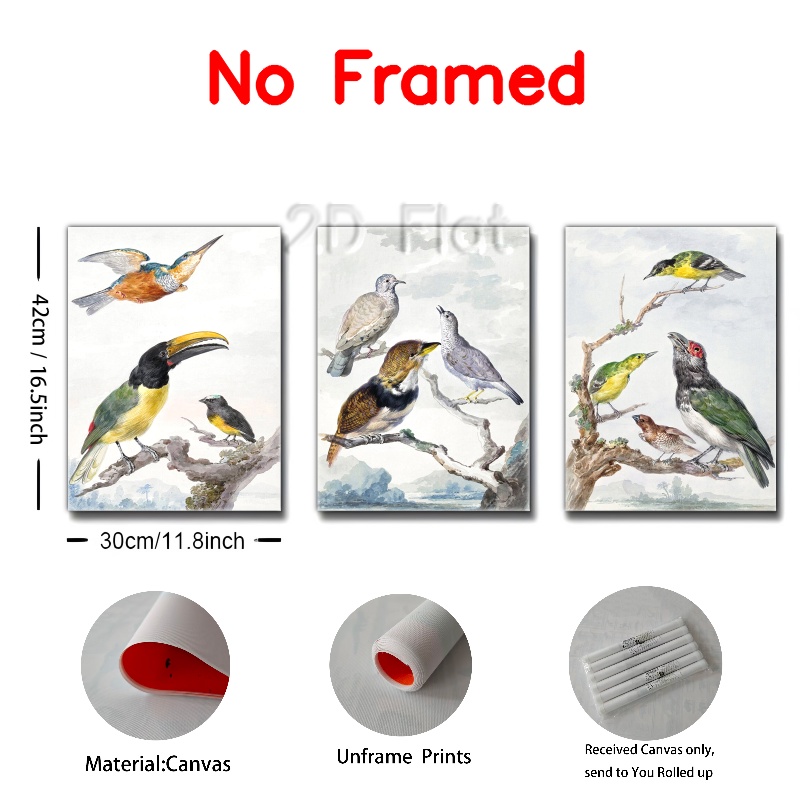 No Framed
2D Flat
42cm / 16.5inch
30cm/11.8inch
Material:Canvas
Unframe Prints
Received Canvas only,
send to You Rolled up